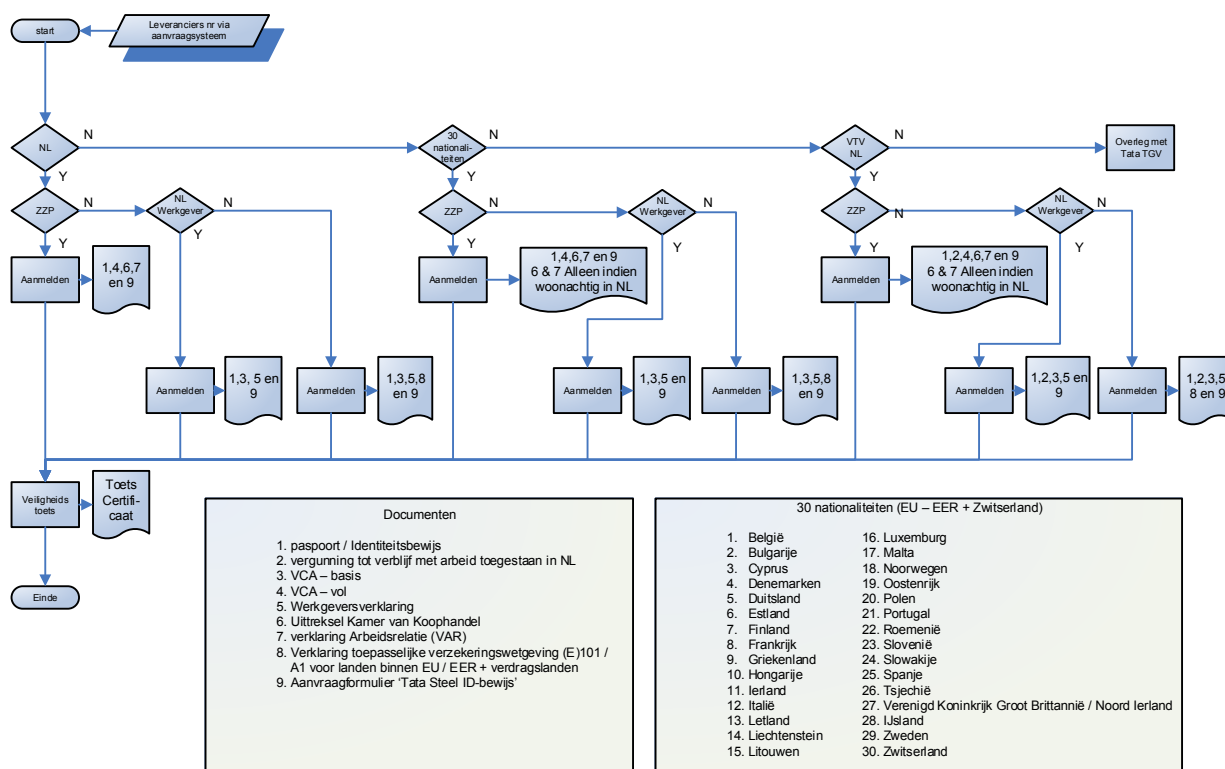 start
Leveranciers nr via
aanvraagsysteem
NL
N
Y
30
nationali-
teiten
N
Y
VTV
NL
N
Y
Overleg met
Tata TGV
ZZP
N
Y
NL
Werkgever
N
Y
ZZP
N
Y
NL
Werkgever
N
Y
ZZP
N
Y
NL
Werkgever
N
Y
Aanmelden
1,4,6,7
en 9
Aanmelden
1,4,6,7 en 9
6 & 7 Alleen indien
woonachtig in NL
Aanmelden
1,2,4,6,7 en 9
6 & 7 Alleen indien
woonachtig in NL
Aanmelden
1,3, 5 en
9
Aanmelden
1,3,5,8
en 9
Aanmelden
1,3,5 en
9
Aanmelden
1,3,5,8
en 9
Aanmelden
1,2,3,5 en
9
Aanmelden
1,2,3,5
8 en 9
Veiligheids
toets
Toets
Certifi-
caat
Einde
Documenten
1. paspoort / Identiteitsbewijs
2. vergunning tot verblijf met arbeid toegestaan in NL
3. VCA – basis
4. VCA – vol
5. Werkgeversverklaring
6. Uittreksel Kamer van Koophandel
7. verklaring Arbeidsrelatie (VAR)
8. Verklaring toepasselijke verzekeringswetgeving (E)101 /
A1 voor landen binnen EU / EER + verdragslanden
9. Aanvraagformulier ‘Tata Steel ID-bewijs’
30 nationaliteiten (EU – EER + Zwitserland)
1. België
2. Bulgarije
3. Cyprus
4. Denemarken
5. Duitsland
6. Estland
7. Finland
8. Frankrijk
9. Griekenland
10. Hongarije
11. Ierland
12. Italië
13. Letland
14. Liechtenstein
15. Litouwen
16. Luxemburg
17. Malta
18. Noorwegen
19. Oostenrijk
20. Polen
21. Portugal
22. Roemenië
23. Slovenië
24. Slowakije
25. Spanje
26. Tsjechië
27. Verenigd Koninkrijk Groot Brittannië / Noord Ierland
28. IJsland
29. Zweden
30. Zwitserland